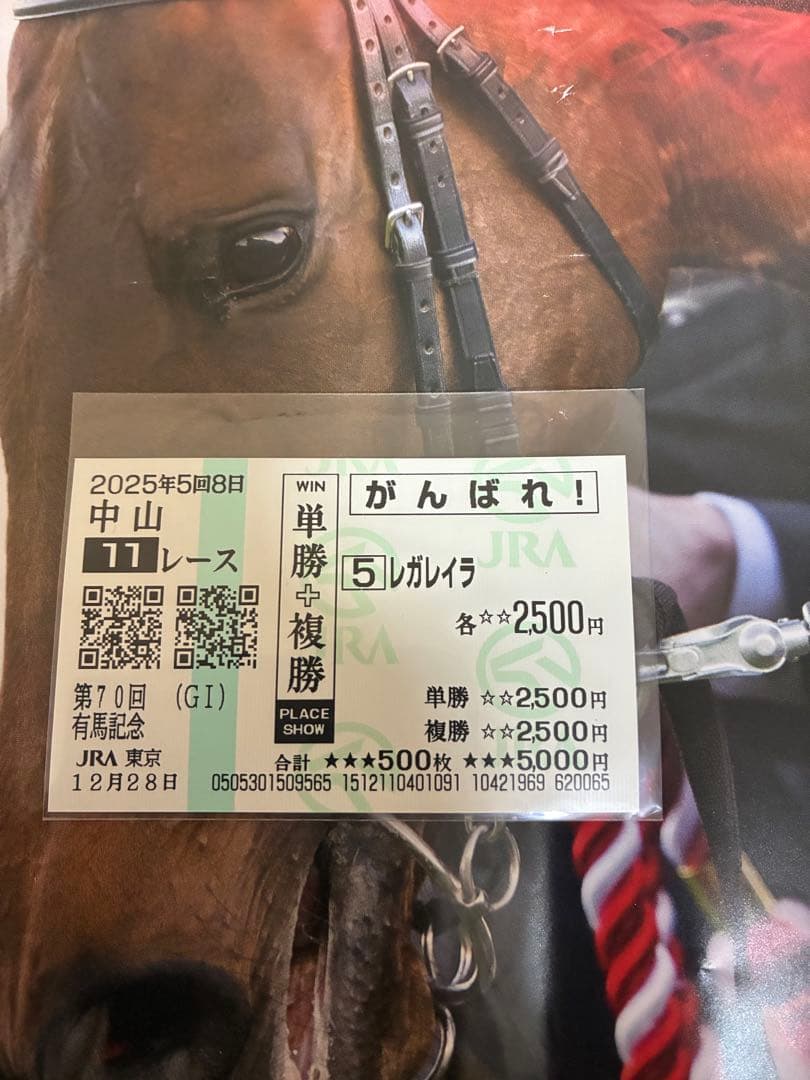 2025年5回8日
中山
11レース
第70回 (GI)
有馬記念
JRA 東京
12月28日
WIN
単勝+複勝
PLACE
SHOW
がんばれ!
5 レガレイラ
各☆☆2,500円
単勝 ☆☆2,500円
複勝 ☆☆2,500円
合計 ★★★500枚 ★★★5,000円
0505301509565 1512110401091 10421969 620065
JRA
JRA
JRA